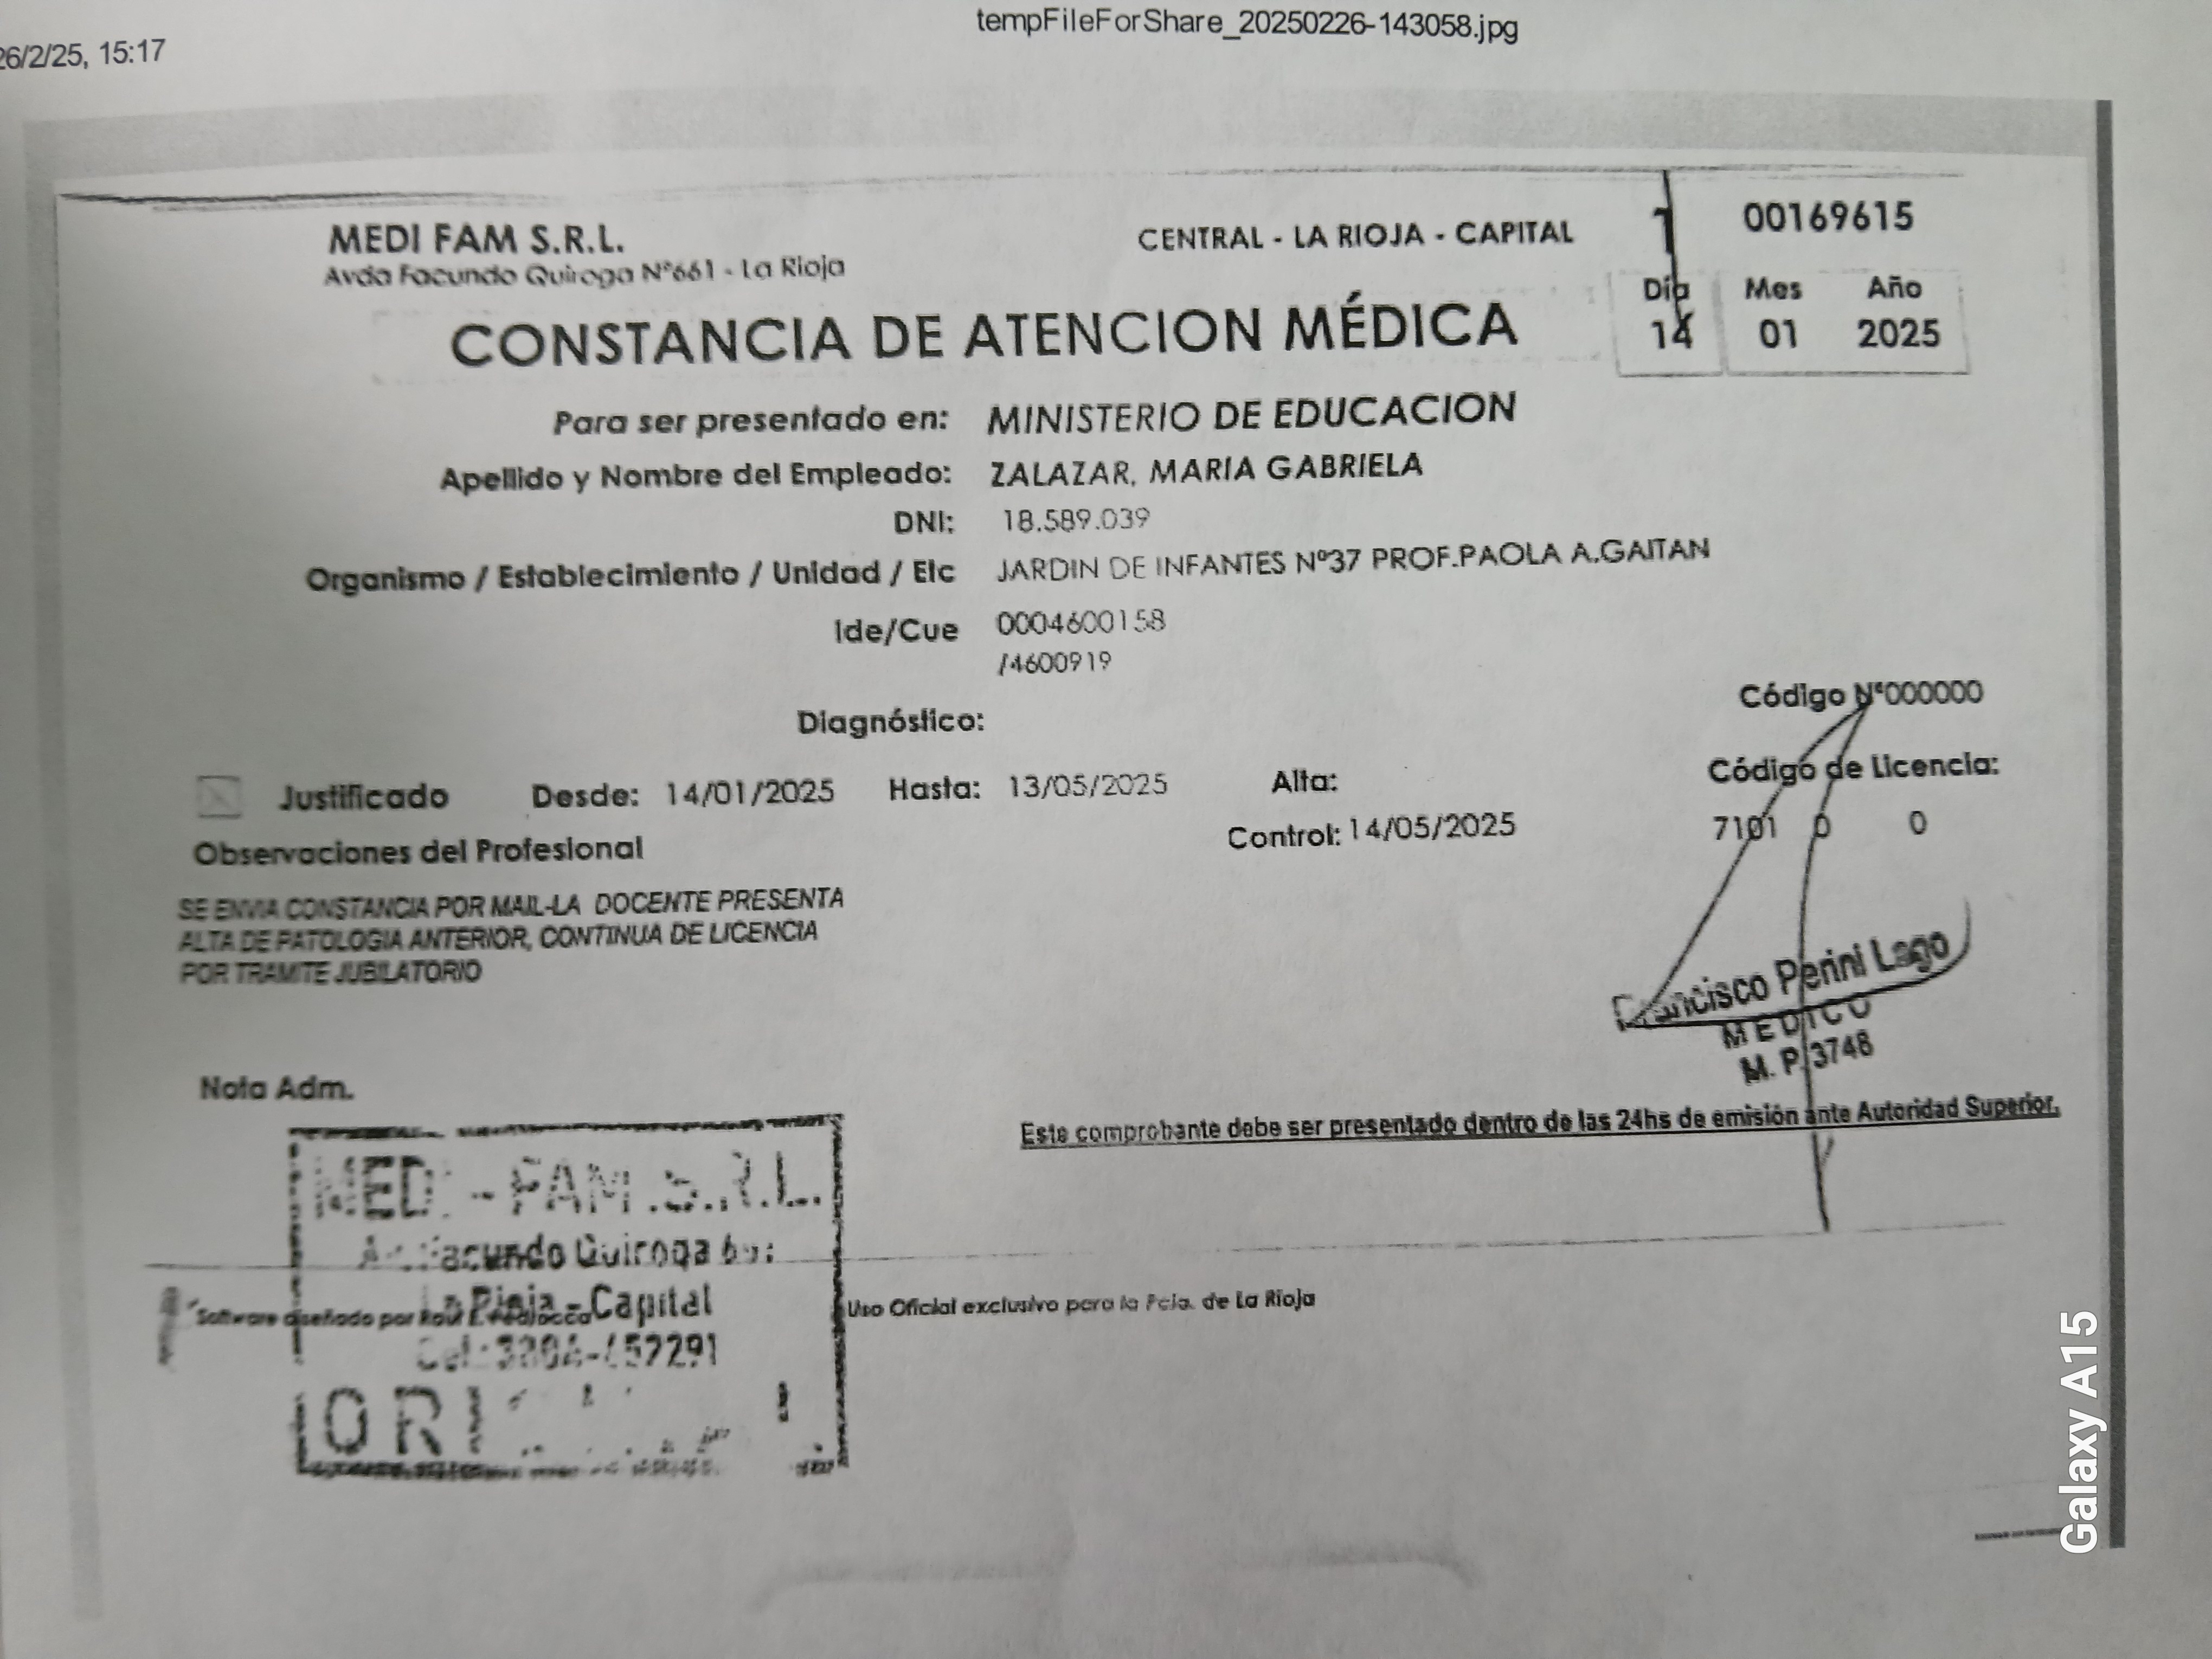 tempFileForShare_20250226-143058.jpg
26/2/25, 15:17
MEDI FAM S.R.L.
Avda Facundo Quiroga N°661 - La Rioja
CENTRAL - LA RIOJA - CAPITAL
1
00169615
Día Mes Año
14 01 2025
CONSTANCIA DE ATENCION MÉDICA
Para ser presentado en: MINISTERIO DE EDUCACION
Apellido y Nombre del Empleado: ZALAZAR, MARIA GABRIELA
DNI: 18.589.039
Organismo / Establecimiento / Unidad / Etc JARDIN DE INFANTES Nº37 PROF.PAOLA A.GAITAN
Ide/Cue 0004600158
/4600919
Código N°000000
Diagnóstico:
Código de Licencia:
Justificado Desde: 14/01/2025 Hasta: 13/05/2025 Alta:
Control: 14/05/2025
7101 0 0
Observaciones del Profesional
SE ENVIA CONSTANCIA POR MAIL-LA DOCENTE PRESENTA
ALTA DE PATOLOGIA ANTERIOR, CONTINUA DE LICENCIA
POR TRAMITE JUBILATORIO
Francisco Perini Lago
MEDICO
M. P. 3748
Nota Adm.
Este comprobante debe ser presentado dentro de las 24hs de emisión ante Autoridad Superior.
MEDI - FAM S.R.L.
Facundo Quiroga
La Rioja - Capital
Software diseñado por Raul
Uso Oficial exclusivo para la Pcia. de La Rioja
Galaxy A15